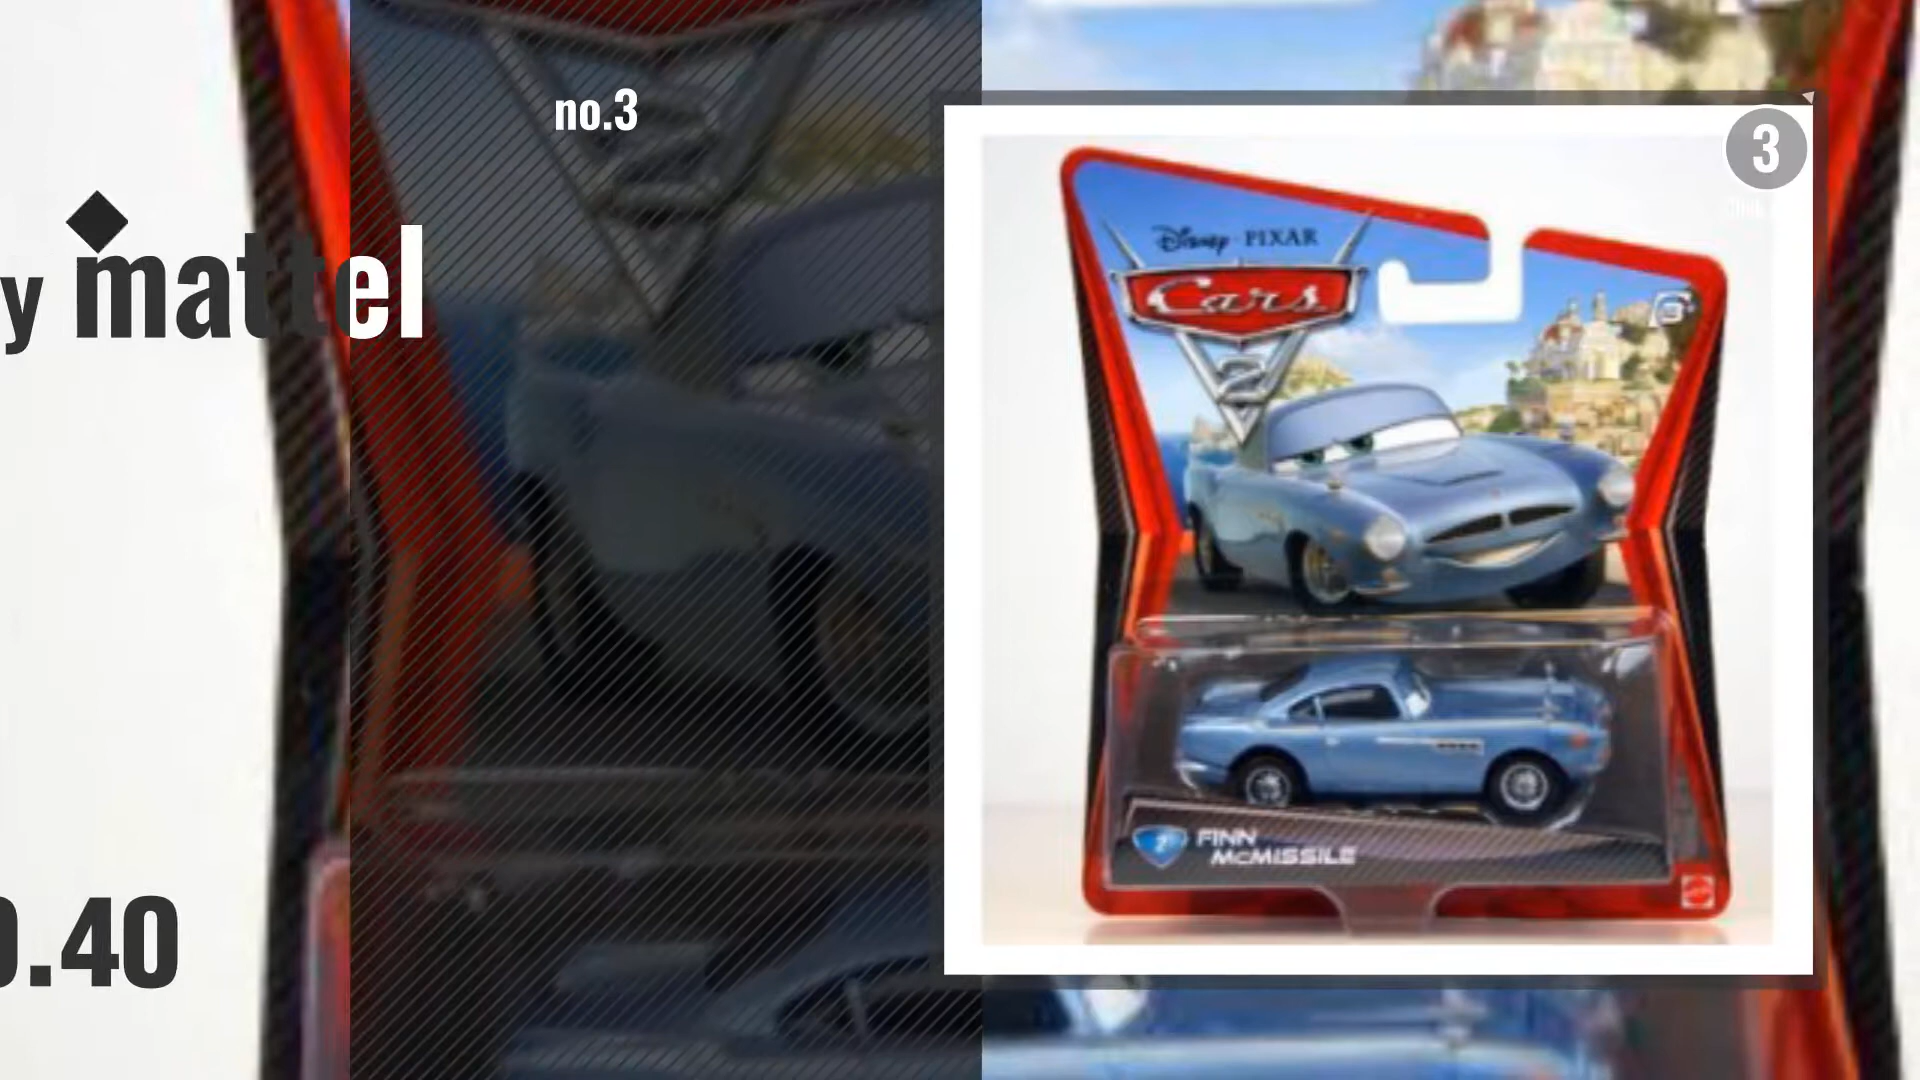 no.3
3
y mattel
Disney · PIXAR
Cars
2
FINN
McMISSILE
.40